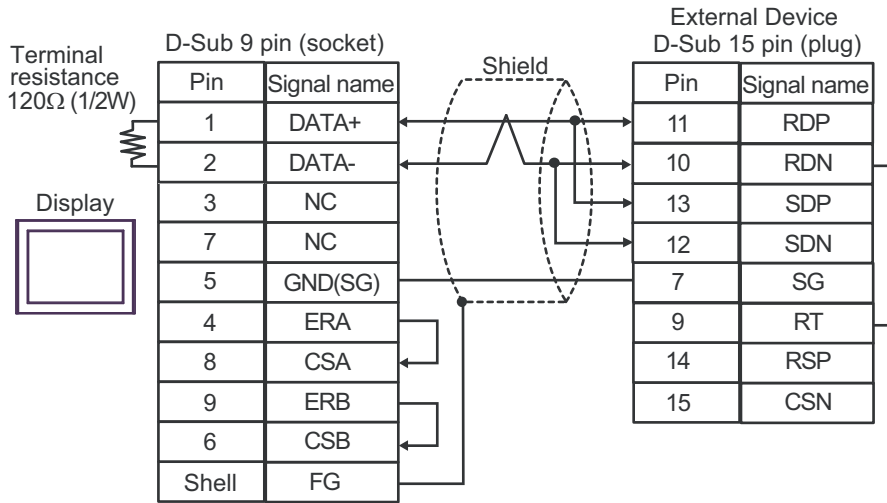 External Device
D-Sub 9 pin (socket)
D-Sub 15 pin (plug)
Terminal
resistance
120Ω (1/2W)
Shield
Pin Signal name
1 DATA+
2 DATA-
3 NC
7 NC
5 GND(SG)
4 ERA
8 CSA
9 ERB
6 CSB
Shell FG
Display
Pin Signal name
11 RDP
10 RDN
13 SDP
12 SDN
7 SG
9 RT
14 RSP
15 CSN